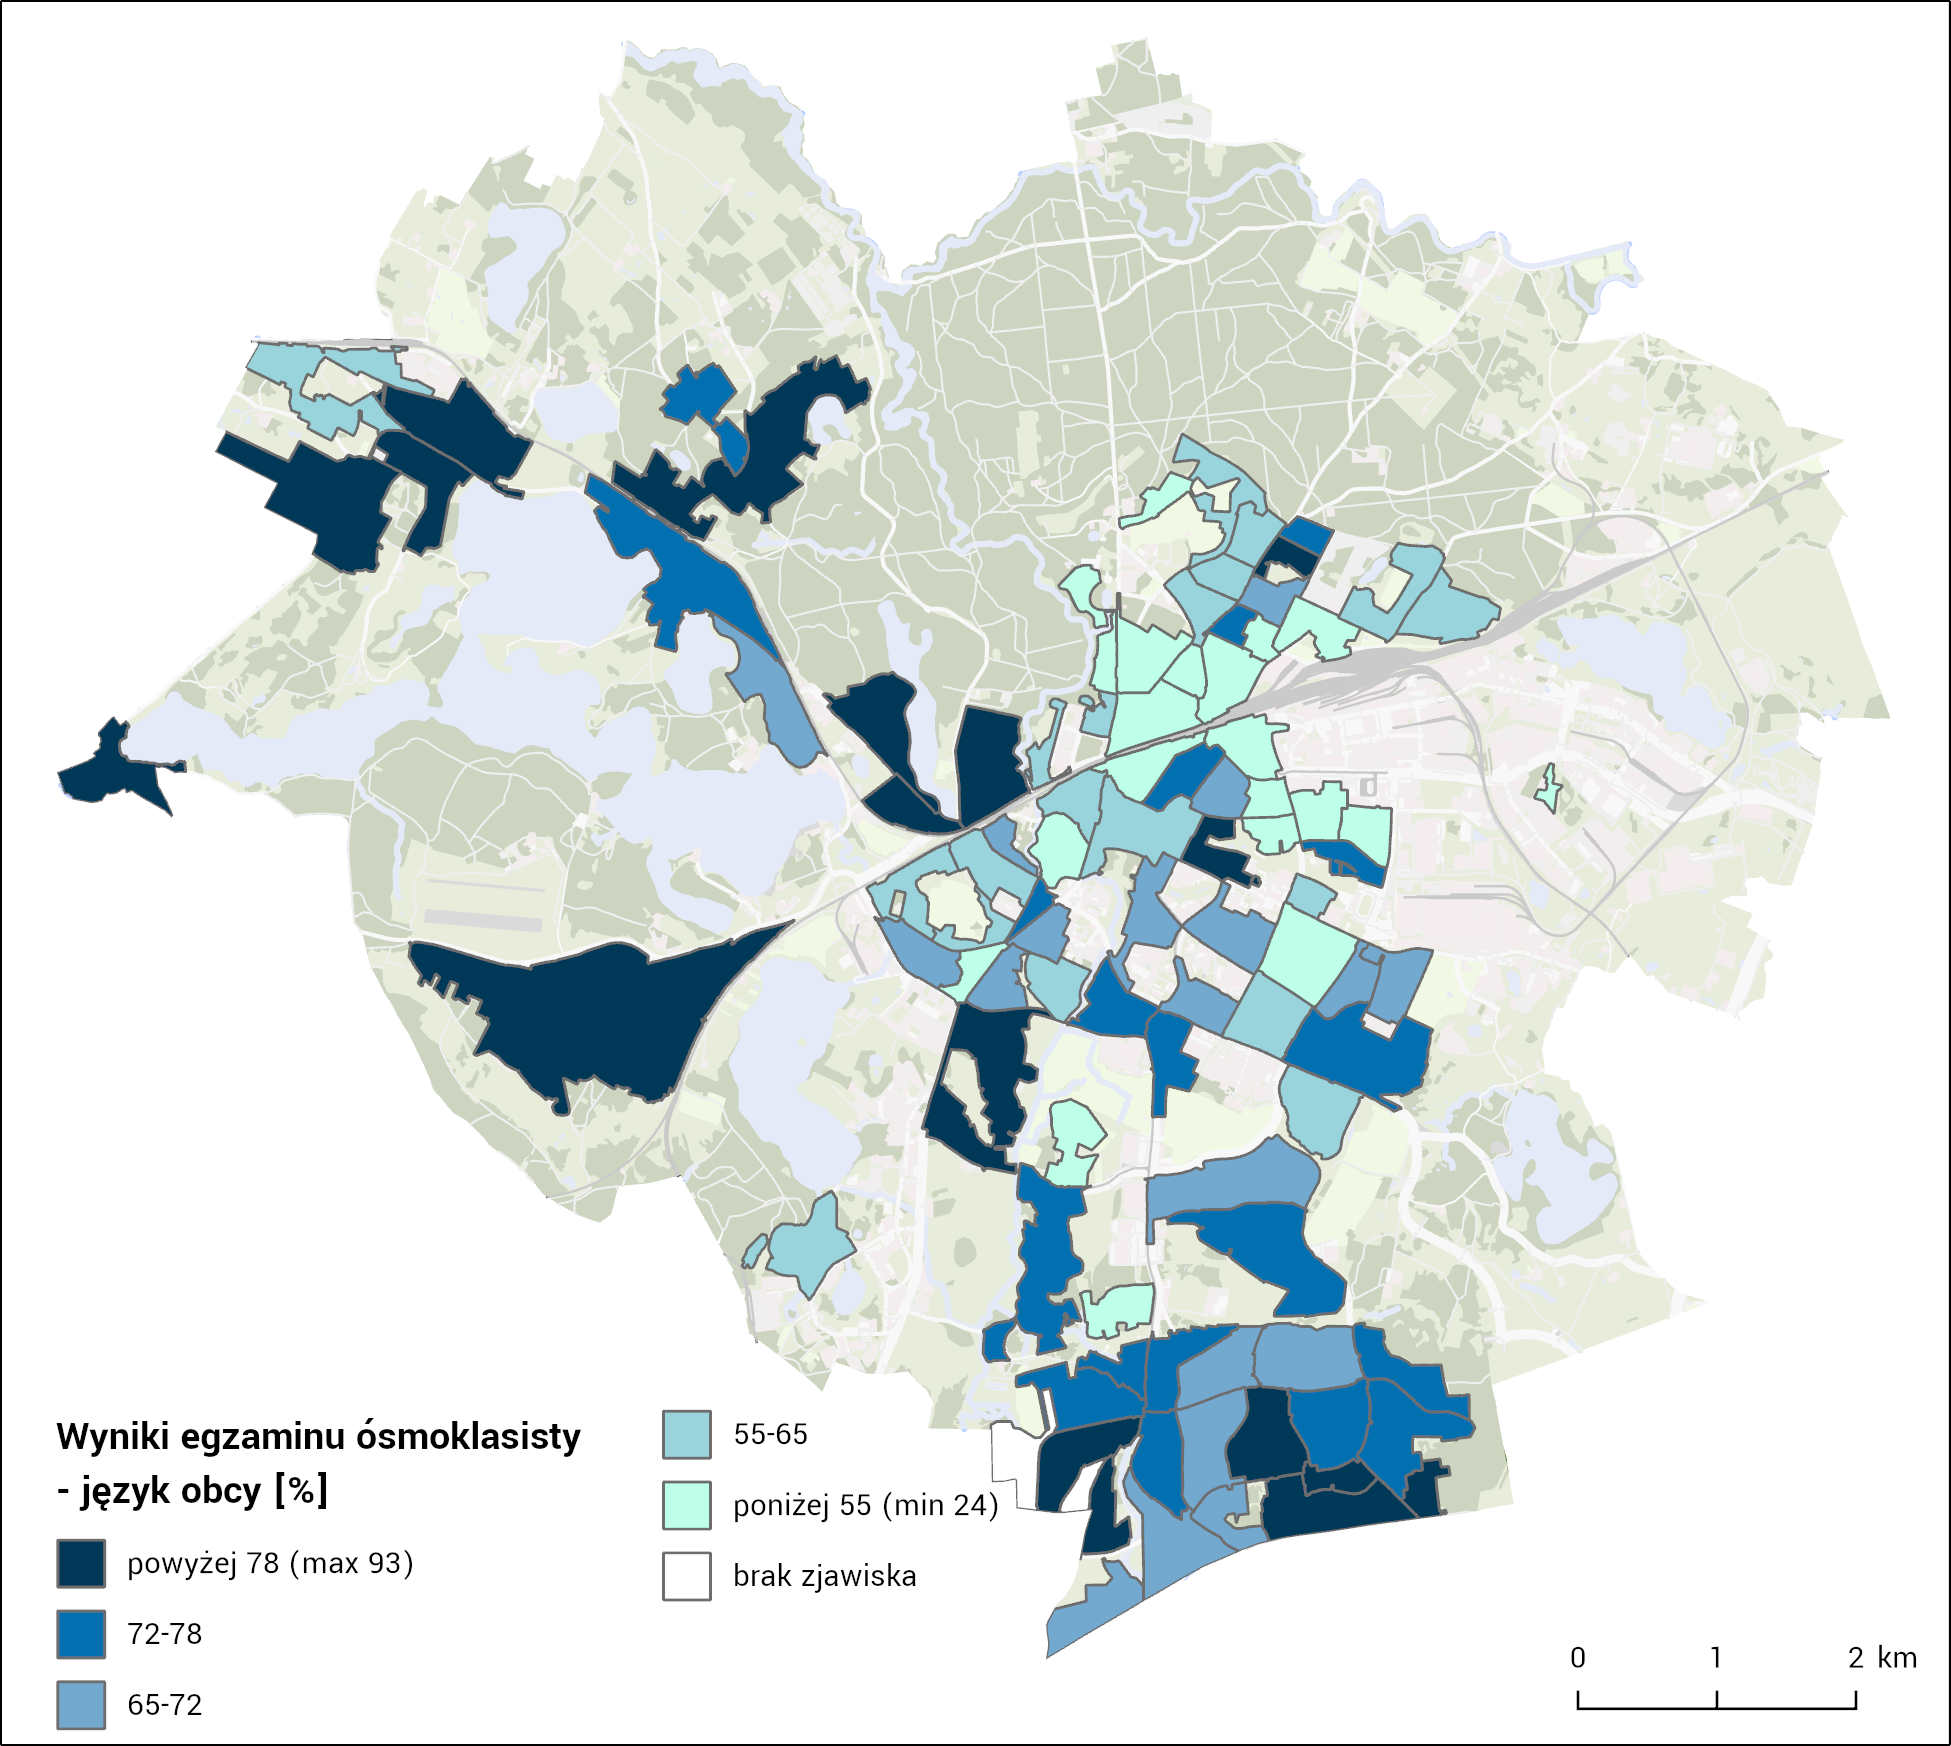 Wyniki egzaminu ósmoklasisty
- język obcy [%]
powyżej 78 (max 93)
72-78
65-72
55-65
poniżej 55 (min 24)
brak zjawiska
0 1 2 km